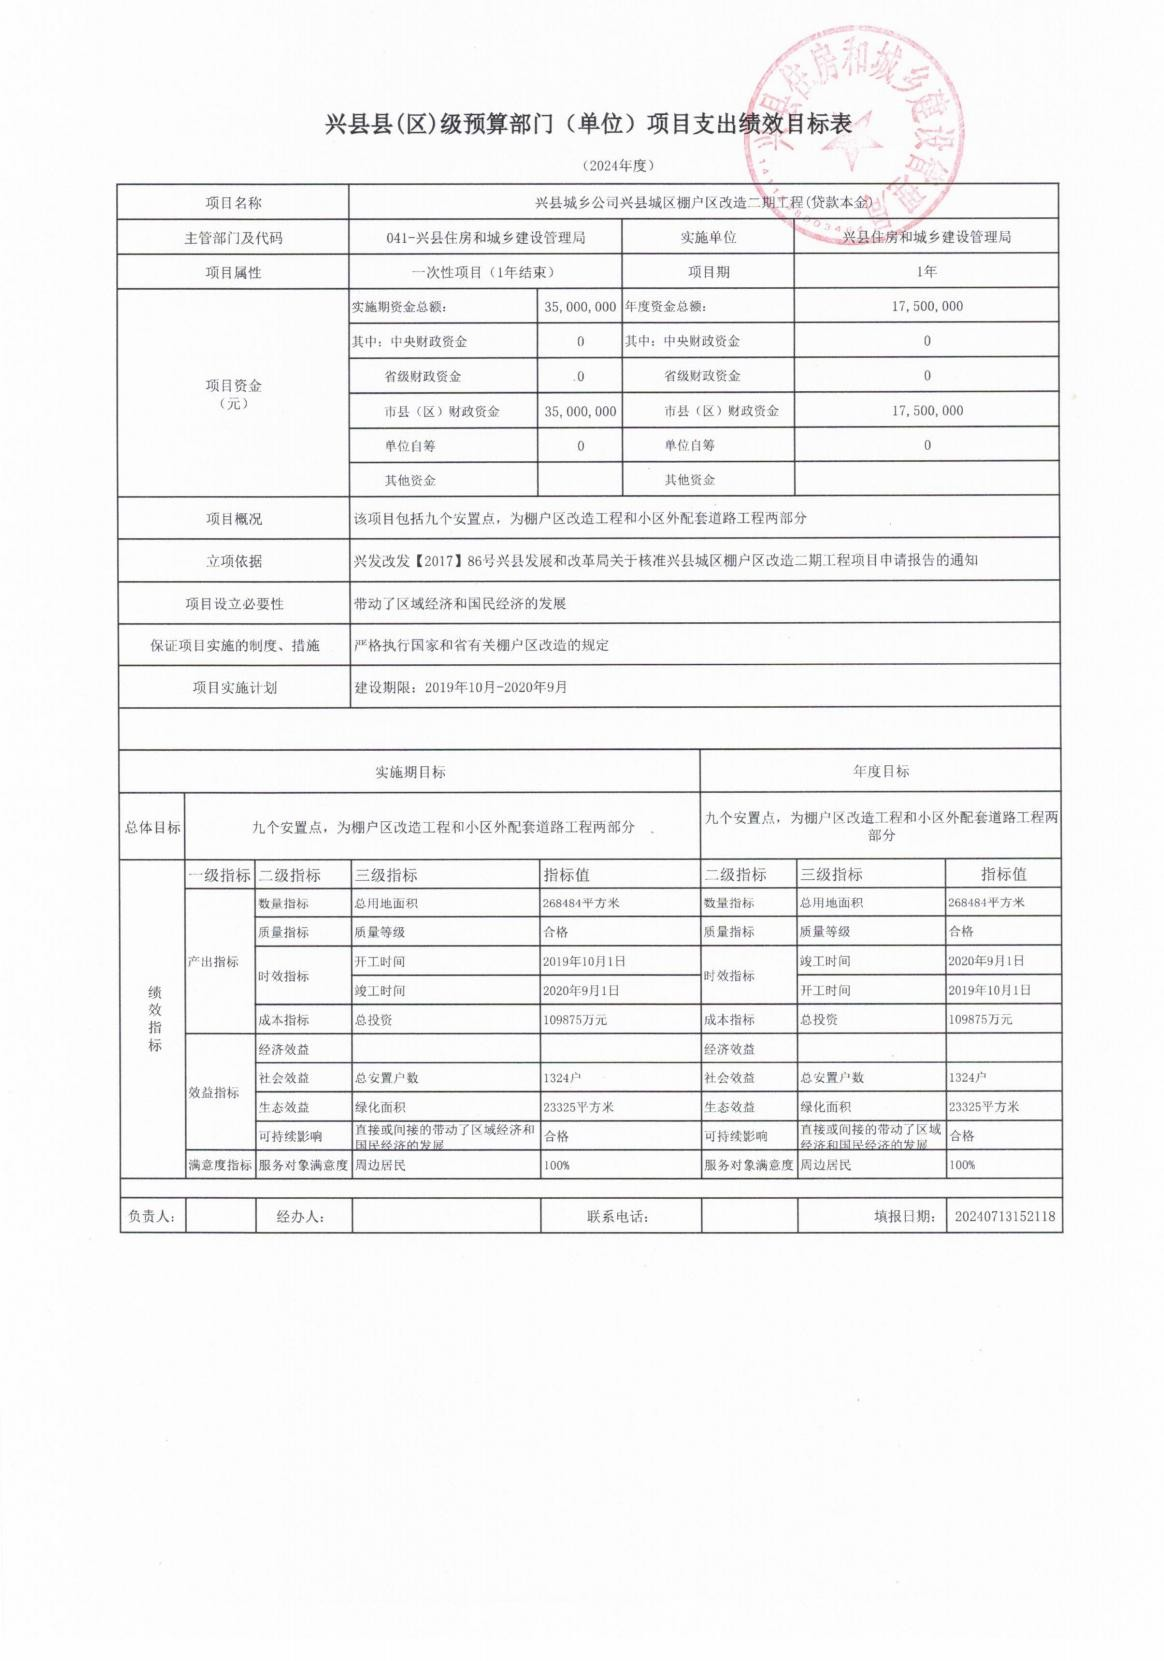 兴县住房和城乡建设管理局
兴县县(区)级预算部门（单位）项目支出绩效目标表
（2024年度）
项目名称 兴县城乡公司兴县城区棚户区改造二期工程(贷款本金)
主管部门及代码 041-兴县住房和城乡建设管理局 实施单位 兴县住房和城乡建设管理局
项目属性 一次性项目（1年结束） 项目期 1年
项目资金
（元）
实施期资金总额: 35,000,000 年度资金总额: 17,500,000
其中: 中央财政资金 0 其中: 中央财政资金 0
省级财政资金 0 省级财政资金 0
市县（区）财政资金 35,000,000 市县（区）财政资金 17,500,000
单位自筹 0 单位自筹 0
其他资金 其他资金
项目概况 该项目包括九个安置点，为棚户区改造工程和小区外配套道路工程两部分
立项依据 兴发改发【2017】86号兴县发展和改革局关于核准兴县城区棚户区改造二期工程项目申请报告的通知
项目设立必要性 带动了区域经济和国民经济的发展
保证项目实施的制度、措施 严格执行国家和省有关棚户区改造的规定
项目实施计划 建设期限: 2019年10月-2020年9月
实施期目标 年度目标
总体目标 九个安置点，为棚户区改造工程和小区外配套道路工程两部分 九个安置点，为棚户区改造工程和小区外配套道路工程两
部分
绩效指标
一级指标 二级指标 三级指标 指标值 二级指标 三级指标 指标值
产出指标 数量指标 总用地面积 268484平方米 数量指标 总用地面积 268484平方米
质量指标 质量等级 合格 质量指标 质量等级 合格
时效指标 开工时间 2019年10月1日 时效指标 竣工时间 2020年9月1日
竣工时间 2020年9月1日 开工时间 2019年10月1日
成本指标 总投资 109875万元 成本指标 总投资 109875万元
效益指标 经济效益 经济效益
社会效益 总安置户数 1324户 社会效益 总安置户数 1324户
生态效益 绿化面积 23325平方米 生态效益 绿化面积 23325平方米
可持续影响 直接或间接的带动了区域经济和 合格 可持续影响 直接或间接的带动了区域 合格
国民经济的发展 经济和国民经济的发展
满意度指标 服务对象满意度 周边居民 100% 服务对象满意度 周边居民 100%
负责人: 经办人: 联系电话: 填报日期: 20240713152118